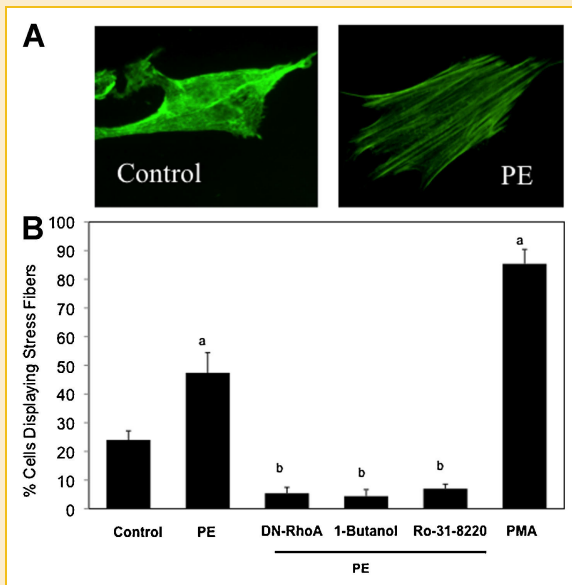 A
Control
PE
B
% Cells Displaying Stress Fibers
100
90
80
70
60
50
40
30
20
10
0
a
b
b
b
a
Control PE DN-RhoA 1-Butanol Ro-31-8220 PMA
PE